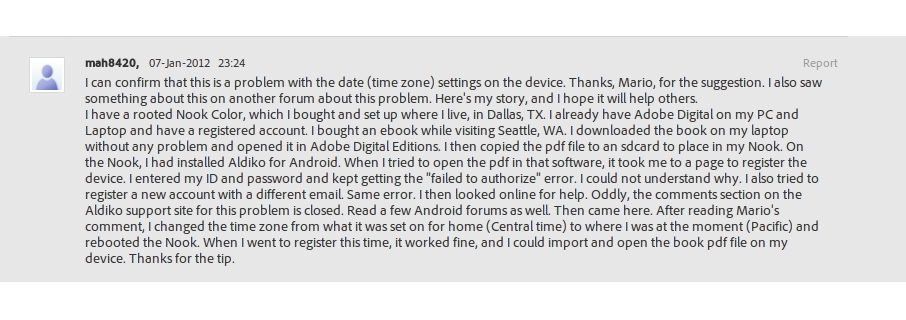 mah8420, 07-Jan-2012 23:24 Report
I can confirm that this is a problem with the date (time zone) settings on the device. Thanks, Mario, for the suggestion. I also saw
something about this on another forum about this problem. Here's my story, and I hope it will help others.
I have a rooted Nook Color, which I bought and set up where I live, in Dallas, TX. I already have Adobe Digital on my PC and
Laptop and have a registered account. I bought an ebook while visiting Seattle, WA. I downloaded the book on my laptop
without any problem and opened it in Adobe Digital Editions. I then copied the pdf file to an sdcard to place in my Nook. On
the Nook, I had installed Aldiko for Android. When I tried to open the pdf in that software, it took me to a page to register the
device. I entered my ID and password and kept getting the "failed to authorize" error. I could not understand why. I also tried to
register a new account with a different email. Same error. I then looked online for help. Oddly, the comments section on the
Aldiko support site for this problem is closed. Read a few Android forums as well. Then came here. After reading Mario's
comment, I changed the time zone from what it was set on for home (Central time) to where I was at the moment (Pacific) and
rebooted the Nook. When I went to register this time, it worked fine, and I could import and open the book pdf file on my
device. Thanks for the tip.